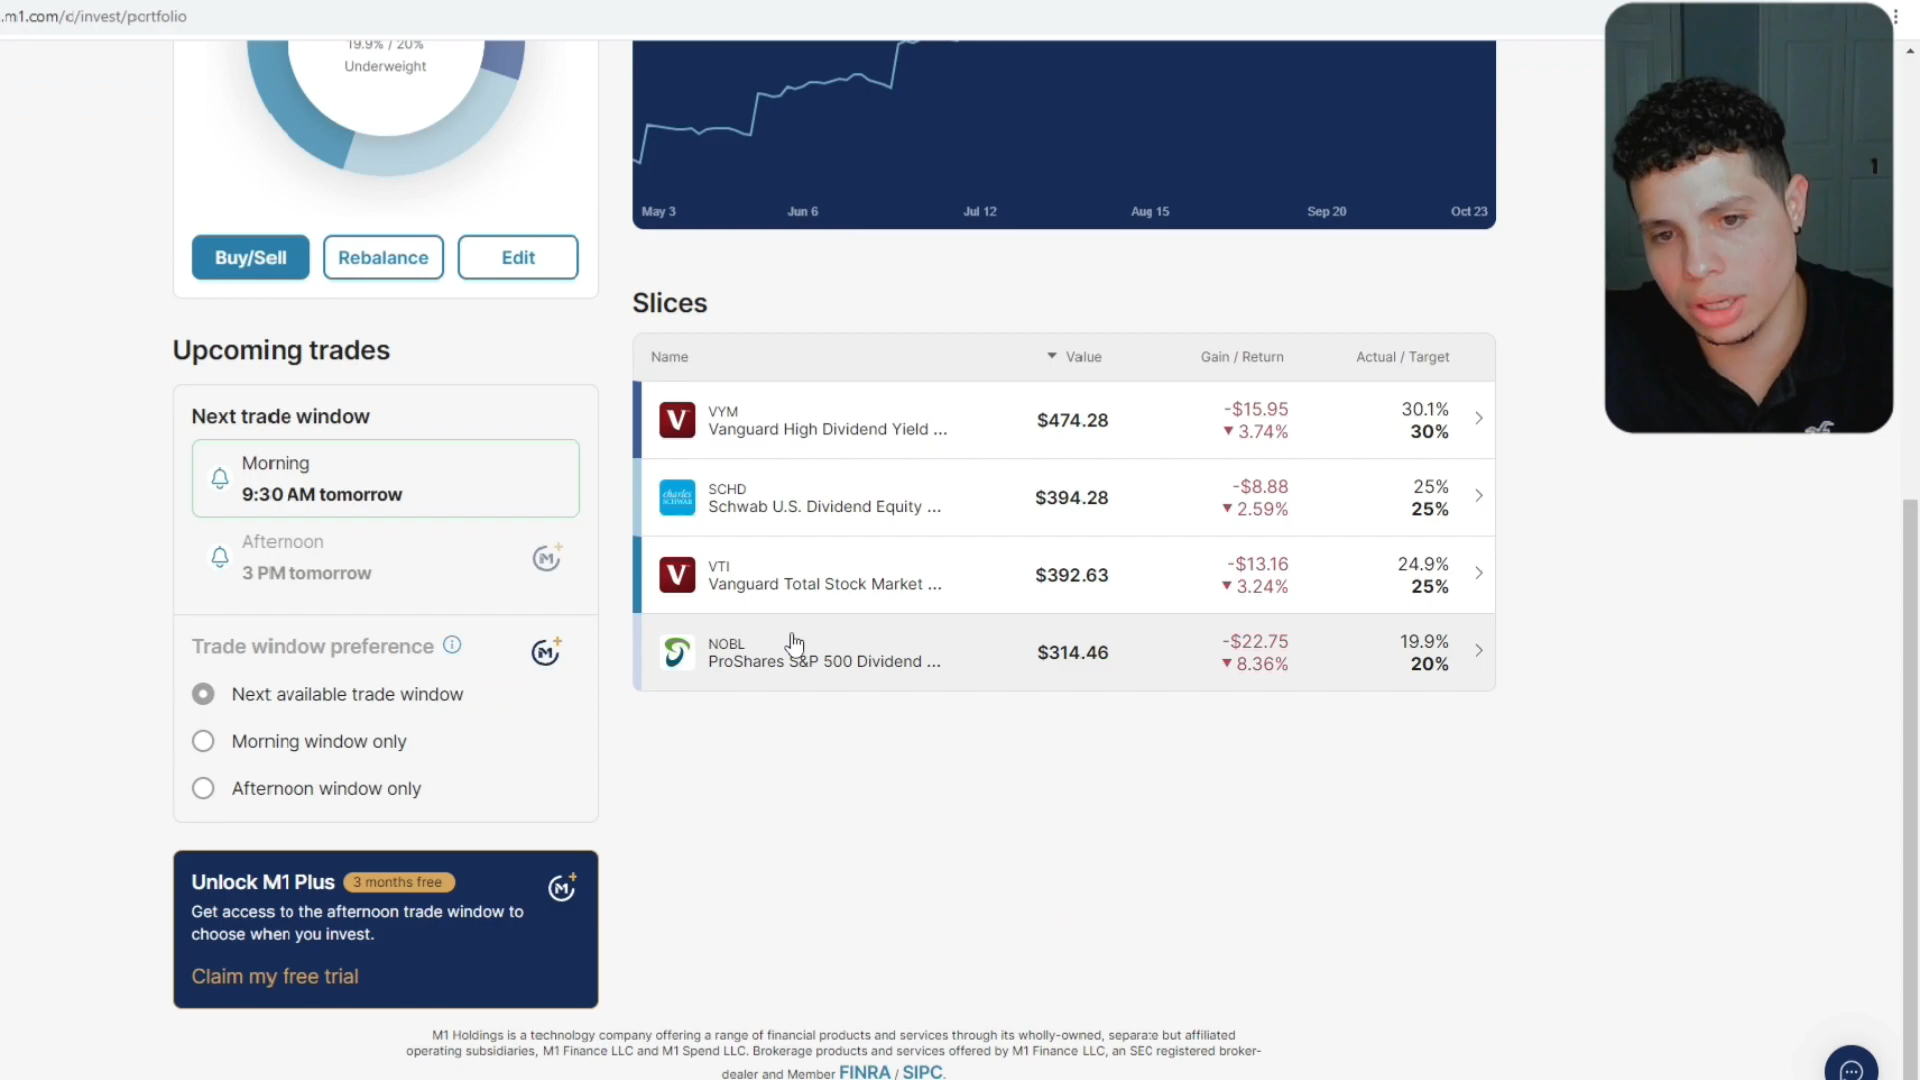 .m1.com/d/invest/portfolio
19.9% / 20%
Underweight
May 3
Jun 6
Jul 12
Aug 15
Sep 20
Oct 23
Buy/Sell
Rebalance
Edit
Slices
Name
Value
Gain / Return
Actual / Target
VYM
Vanguard High Dividend Yield ...
$474.28
-$15.95
▼ 3.74%
30.1%
30%
charles
SCHWAB
SCHD
Schwab U.S. Dividend Equity ...
$394.28
-$8.88
▼ 2.59%
25%
25%
VTI
Vanguard Total Stock Market ...
$392.63
-$13.16
▼ 3.24%
24.9%
25%
NOBL
ProShares S&P 500 Dividend ...
$314.46
-$22.75
▼ 8.36%
19.9%
20%
Upcoming trades
Next trade window
Morning
9:30 AM tomorrow
Afternoon
3 PM tomorrow
Trade window preference
Next available trade window
Morning window only
Afternoon window only
Unlock M1 Plus 3 months free
Get access to the afternoon trade window to
choose when you invest.
Claim my free trial
M1 Holdings is a technology company offering a range of financial products and services through its wholly-owned, separate but affiliated
operating subsidiaries, M1 Finance LLC and M1 Spend LLC. Brokerage products and services offered by M1 Finance LLC, an SEC registered broker-
dealer and Member FINRA / SIPC.